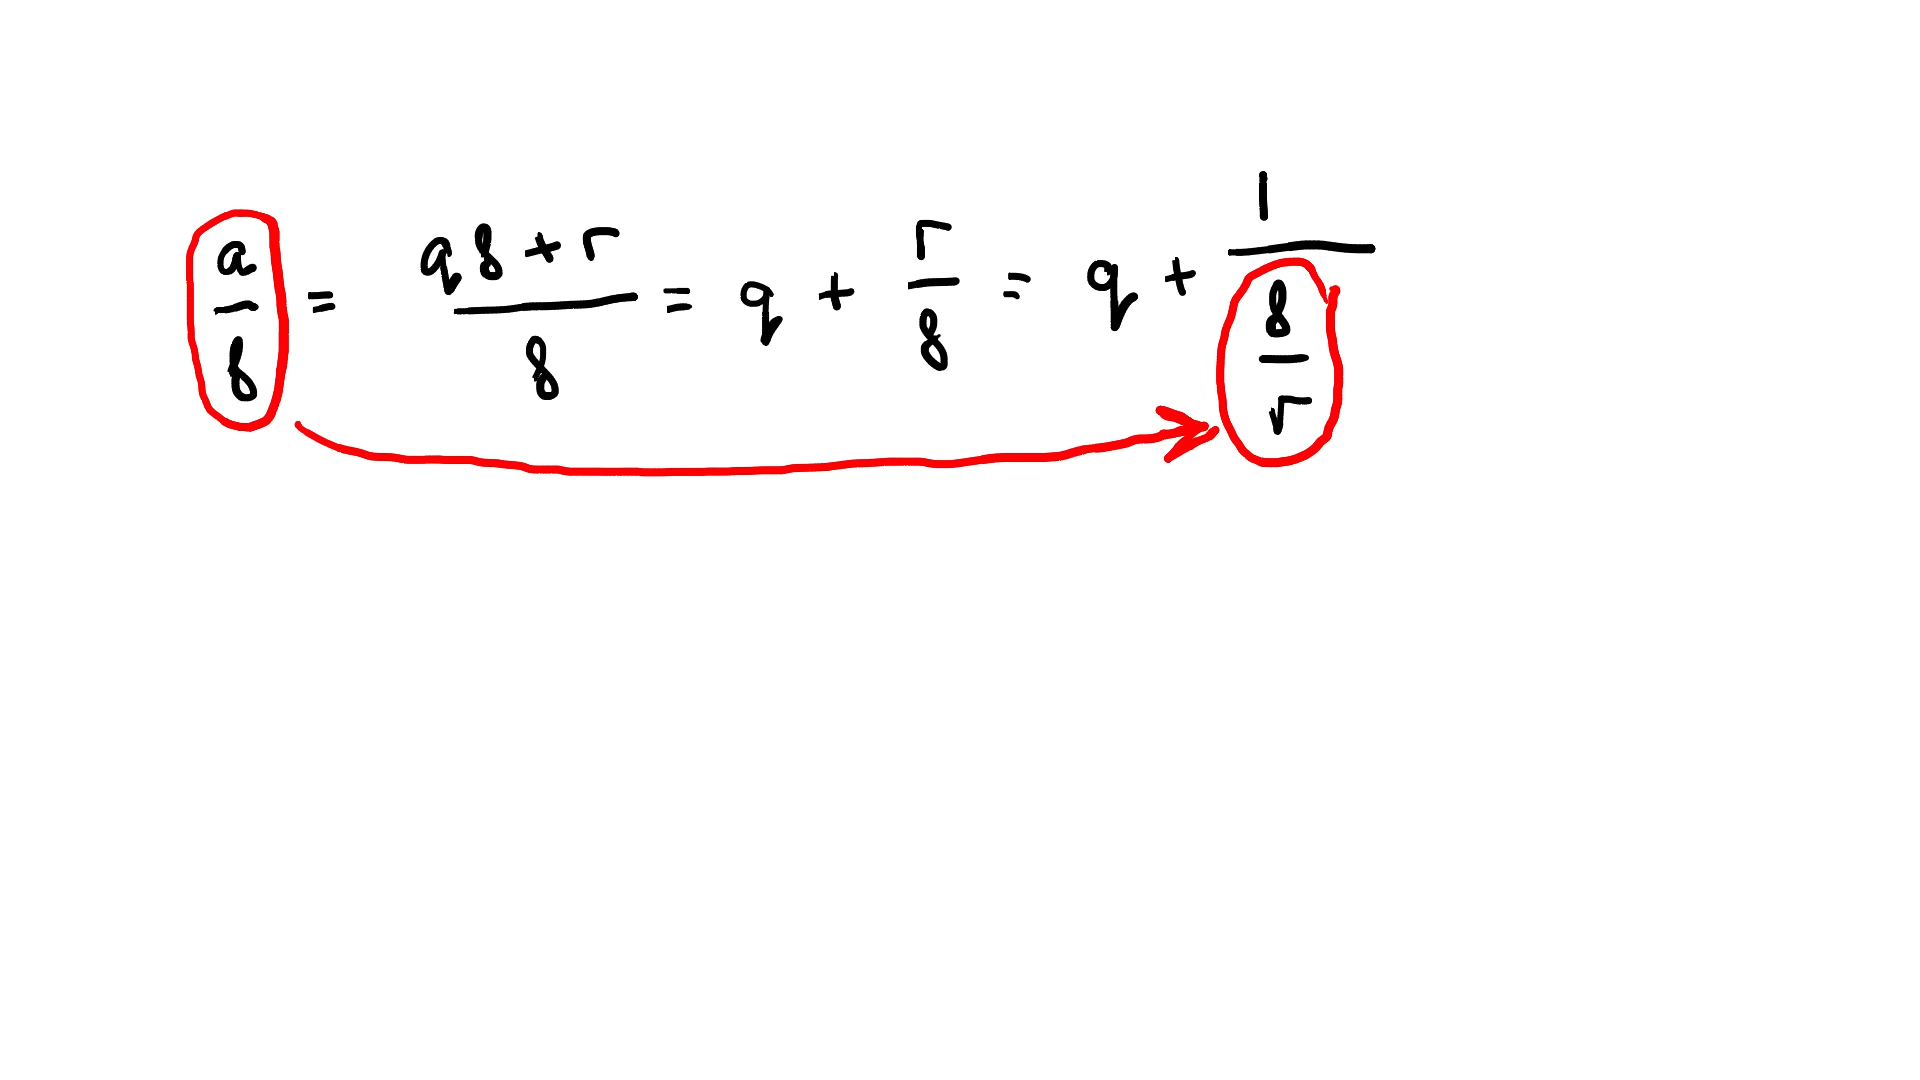 a/b = (qb + r)/b = q + r/b = q + 1/(b/r)